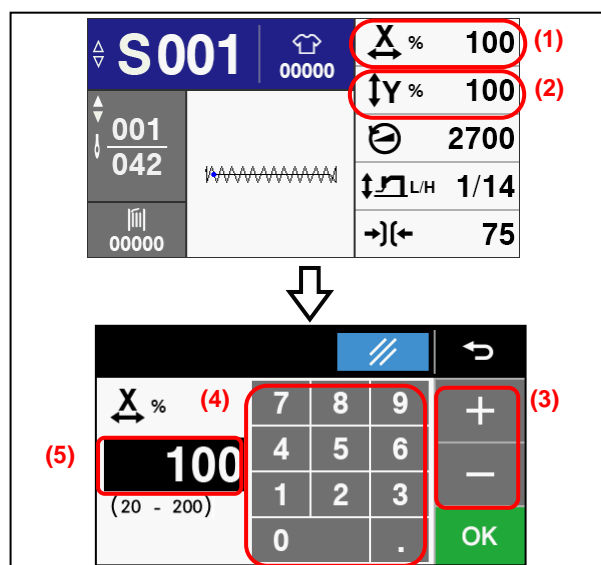 S001
00000
X % 100 (1)
Y % 100 (2)
001
042
2700
L/H 1/14
00000
75
X % (4) 7 8 9 + (3)
(5) 100 4 5 6 −
(20 - 200) 1 2 3
0 . OK